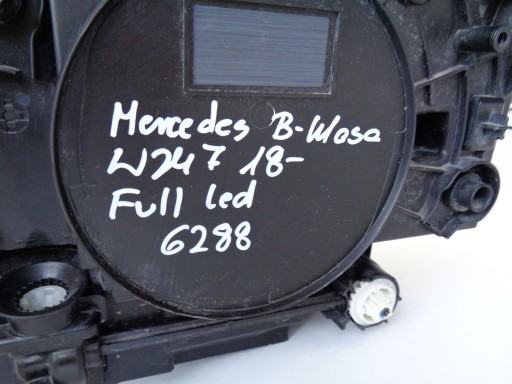 Mercedes B-Klasa
W247 18-
Full led
6288